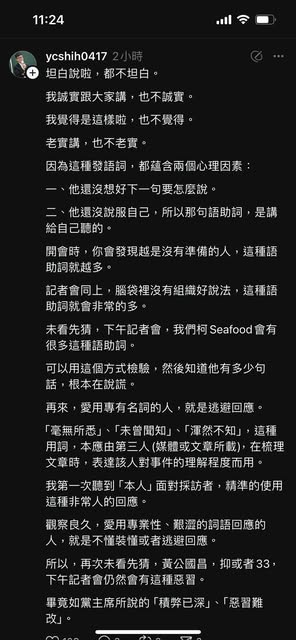 11:24
ycshih0417 2小時
坦白說啦，都不坦白。
我誠實跟大家講，也不誠實。
我覺得是這樣啦，也不覺得。
老實講，也不老實。
因為這種發語詞，都蘊含兩個心理因素：
一、他還沒想好下一句要怎麼說。
二、他還沒說服自己，所以那句語助詞，是講
給自己聽的。
開會時，你會發現越是沒有準備的人，這種語
助詞就越多。
記者會同上，腦袋裡沒有組織好說法，這種語
助詞就會非常的多。
未看先猜，下午記者會，我們柯Seafood會有
很多這種語助詞。
可以用這個方式檢驗，然後知道他有多少句
話，根本在說謊。
再來，愛用專有名詞的人，就是逃避回應。
「毫無所悉」、「未曾聞知」、「渾然不知」，這種
用詞，本應由第三人(媒體或文章所載)，在梳理
文章時，表達該人對事件的理解程度而用。
我第一次聽到「本人」面對採訪者，精準的使用
這種非常人的回應。
觀察良久，愛用專業性、艱澀的詞語回應的
人，就是不懂裝懂或者逃避回應。
所以，再次未看先猜，黃公國昌，抑或者33，
下午記者會仍然會有這種惡習。
畢竟如黨主席所說的「積弊已深」、「惡習難
改」。